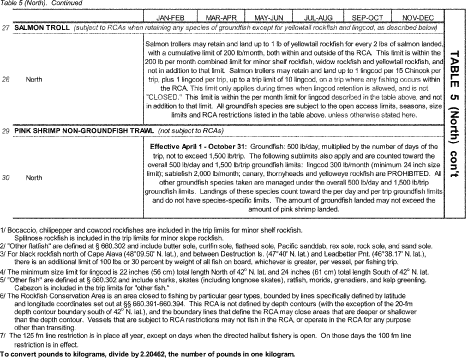 Table 5 (North). Continued
JAN-FEB MAR-APR MAY-JUN JUL-AUG SEP-OCT NOV-DEC
27 SALMON TROLL (subject to RCAs when retaining any species of groundfish except for yellowtail rockfish and lingcod, as described below)
Salmon trollers may retain and land up to 1 lb of yellowtail rockfish for every 2 lbs of salmon landed,
with a cumulative limit of 200 lb/month, both within and outside of the RCA. This limit is within the
200 lb per month combined limit for minor shelf rockfish, widow rockfish and yellowtail rockfish, and
not in addition to that limit. Salmon trollers may retain and land up to 1 lingcod per 15 Chinook per
trip, plus 1 lingcod per trip, up to a trip limit of 10 lingcod, on a trip where any fishing occurs within
28 North
the RCA. This limit only applies during times when lingcod retention is allowed, and is not
"CLOSED." This limit is within the per month limit for lingcod described in the table above, and not in
addition to that limit. All groundfish species are subject to the open access limits, seasons, size
limits and RCA restrictions listed in the table above, unless otherwise stated here.
29 PINK SHRIMP NON-GROUNDFISH TRAWL (not subject to RCAs)
Effective April 1 - October 31: Groundfish: 500 lb/day, multiplied by the number of days of the
trip, not to exceed 1,500 lb/trip. The following sublimits also apply and are counted toward the
overall 500 lb/day and 1,500 lb/trip groundfish limits: lingcod 300 lb/month (minimum 24 inch size
limit); sablefish 2,000 lb/month; canary, thornyheads and yelloweye rockfish are PROHIBITED. All
30 North
other groundfish species taken are managed under the overall 500 lb/day and 1,500 lb/trip
groundfish limits. Landings of these species count toward the per day and per trip groundfish limits
and do not have species-specific limits. The amount of groundfish landed may not exceed the
amount of pink shrimp landed.
TABLE 5 (North) con't
1/ Bocaccio, chilipepper and cowcod rockfishes are included in the trip limits for minor shelf rockfish.
Splitnose rockfish is included in the trip limits for minor slope rockfish.
2/ "Other flatfish" are defined at § 660.302 and include butter sole, curlfin sole, flathead sole, Pacific sanddab, rex sole, rock sole, and sand sole.
3/ For black rockfish north of Cape Alava (48°09.50' N. lat.), and between Destruction Is. (47°40' N. lat.) and Leadbetter Pnt. (46°38.17' N. lat.),
there is an additional limit of 100 lbs or 30 percent by weight of all fish on board, whichever is greater, per vessel, per fishing trip.
4/ The minimum size limit for lingcod is 22 inches (56 cm) total length North of 42° N. lat. and 24 inches (61 cm) total length South of 42° N. lat.
5/ "Other fish" are defined at § 660.302 and include sharks, skates (including longnose skates), ratfish, morids, grenadiers, and kelp greenling.
Cabezon is included in the trip limits for "other fish."
6/ The Rockfish Conservation Area is an area closed to fishing by particular gear types, bounded by lines specifically defined by latitude
and longitude coordinates set out at §§ 660.391-660.394. This RCA is not defined by depth contours (with the exception of the 20-fm
depth contour boundary south of 42° N. lat.), and the boundary lines that define the RCA may close areas that are deeper or shallower
that the depth contour. Vessels that are subject to RCA restrictions may not fish in the RCA, or operate in the RCA for any purpose
other than transiting.
7/ The 125 fm line restriction is in place all year, except on days when the directed halibut fishery is open. On those days the 100 fm line
restriction is in effect.
To convert pounds to kilograms, divide by 2.20462, the number of pounds in one kilogram.